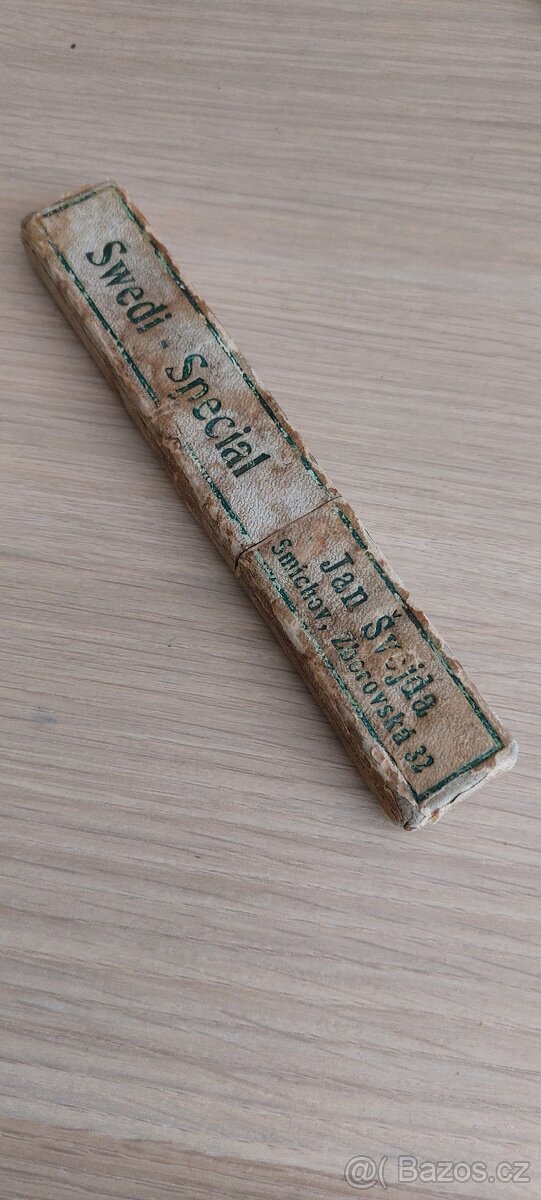 Swedi - Special
Jan Švejda
Smíchov, Zborovská 32
@( Bazos.cz